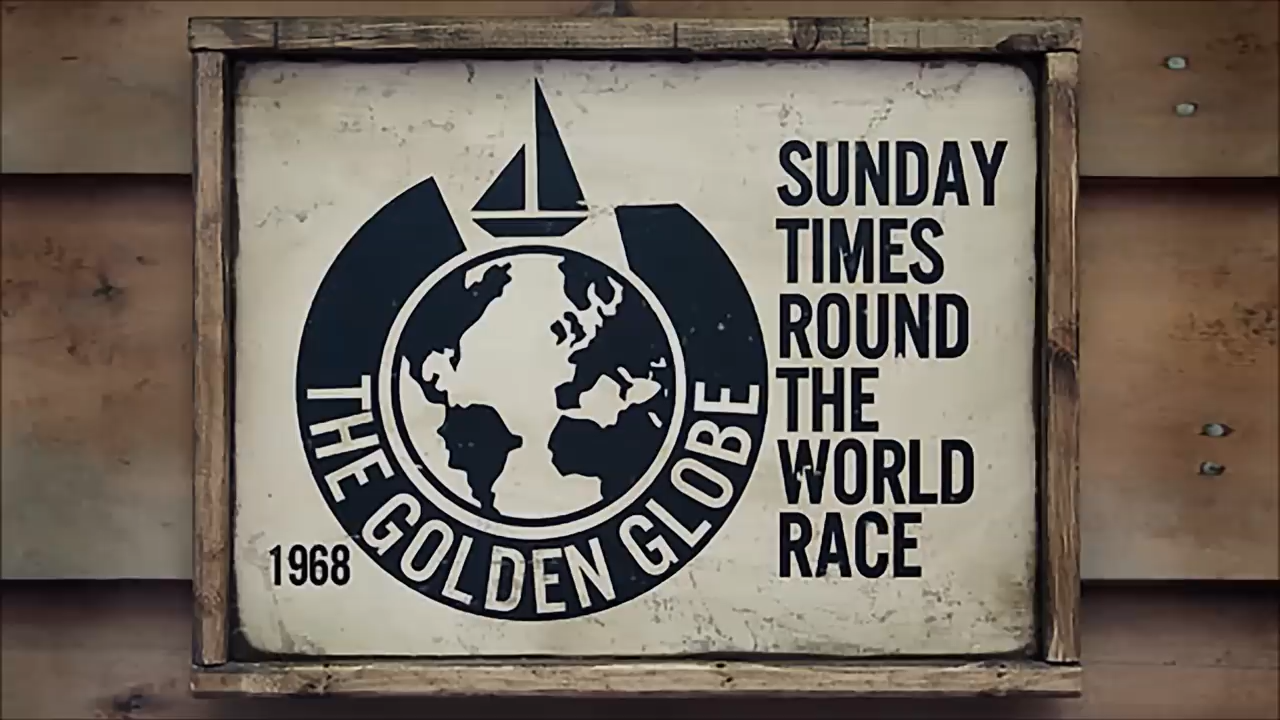 THE GOLDEN GLOBE
1968
SUNDAY
TIMES
ROUND
THE
WORLD
RACE